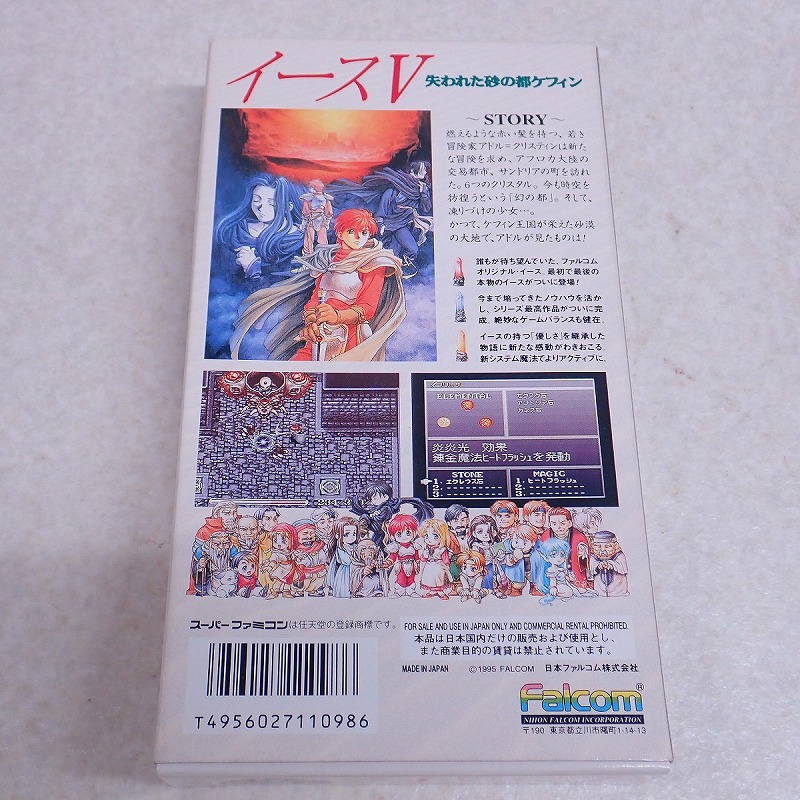 イースV 失われた砂の都ケフィン
～STORY～
燃えるような赤い髪を持つ、若き
冒険家アドル＝クリスティンは新た
な冒険を求め、アフロカ大陸の
交易都市、サンドリアの町を訪れ
た。6つのクリスタル。今も時空を
彷徨うという「幻の都」。そして、
凍りづけの少女…。
かつて、ケフィン王国が栄えた砂漠
の大地で、アドルが見たものは!
誰もが待ち望んでいた、ファルコム
オリジナル・イース。最初で最後の
本物のイースがついに登場!
今まで培ってきたノウハウを活か
し、シリーズ最高作品がついに完
成。絶妙なゲームバランスも健在。
イースの持つ「優しさ」を継承した
物語に新たな感動がわきおこる。
新システム魔法でよりアクティブに。
ELEMENTAL
炎炎光 効果
錬金魔法ヒートフラッシュを発動
STONE MAGIC
1. エクレウス石 1. ヒートフラッシュ
2. 2.
3. 3.
スーパーファミコンは任天堂の登録商標です。
FOR SALE AND USE IN JAPAN ONLY AND COMMERCIAL RENTAL PROHIBITED.
本品は日本国内だけの販売および使用とし、
また商業目的の賃貸は禁止されています。
MADE IN JAPAN ©1995 FALCOM 日本ファルコム株式会社
T4956027110986
Falcom®
NIHON FALCOM INCORPORATION
〒190 東京都立川市曙町1-14-13